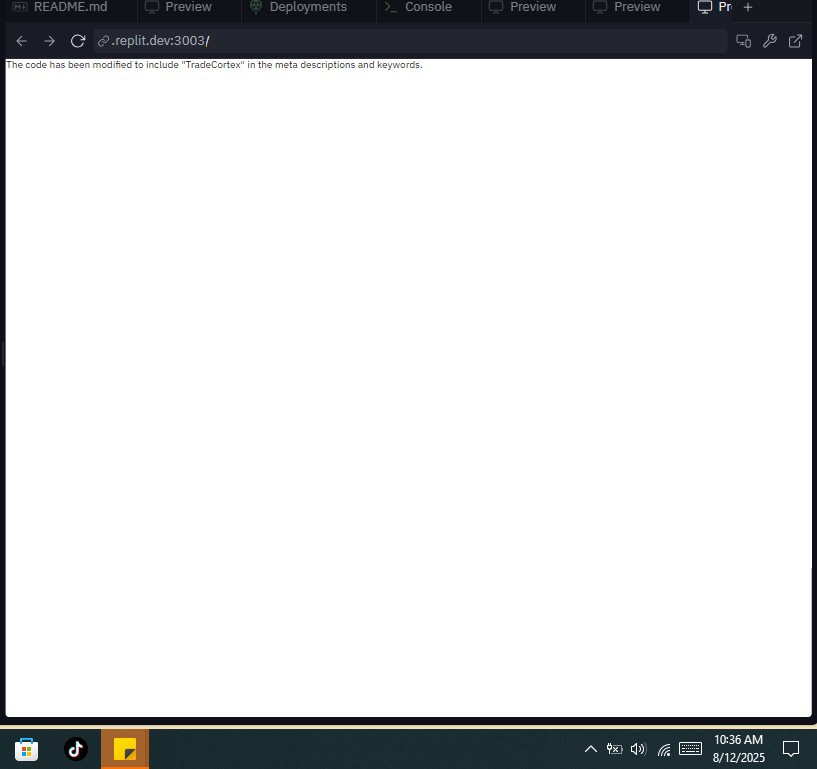 README.md Preview Deployments Console Preview Preview Pr
.replit.dev:3003/
The code has been modified to include "TradeCortex" in the meta descriptions and keywords.
10:36 AM
8/12/2025